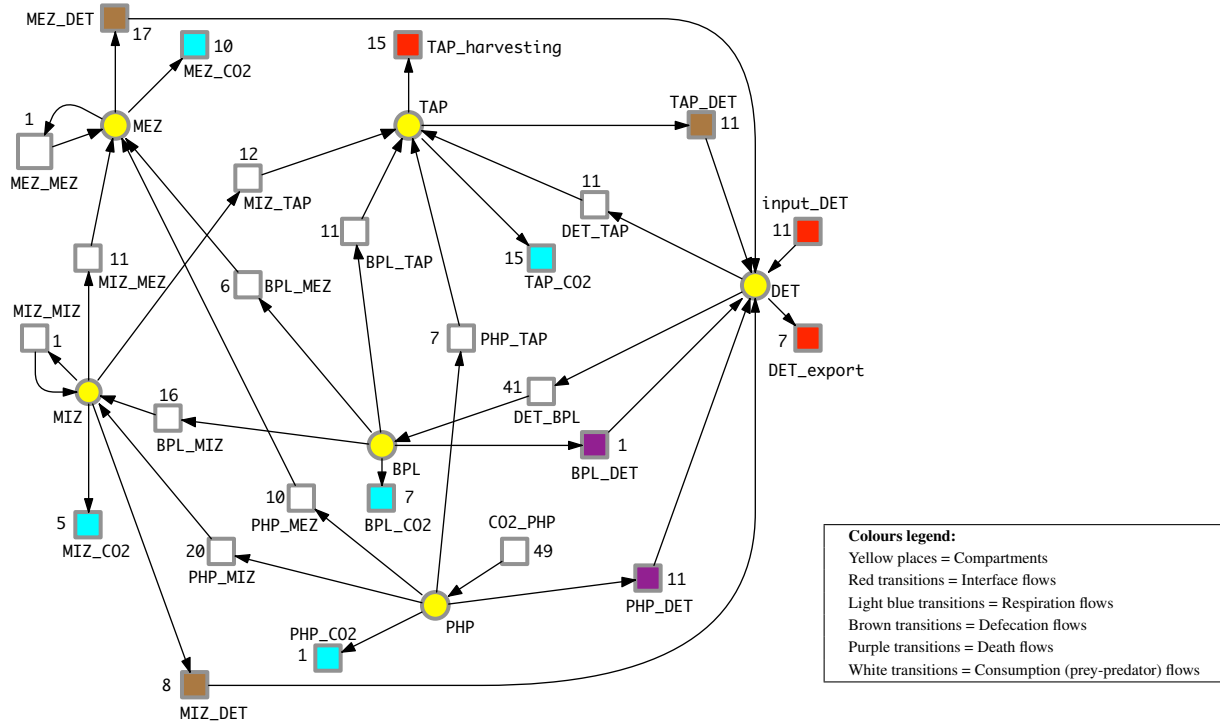 MEZ_DET
17
10
MEZ_CO2
15
TAP_harvesting
1
MEZ
TAP
TAP_DET
11
MEZ_MEZ
12
MIZ_TAP
11
DET_TAP
input_DET
11
11
MIZ_MEZ
11
BPL_TAP
15
TAP_CO2
6
BPL_MEZ
DET
MIZ_MIZ
1
7
PHP_TAP
7
DET_export
MIZ
16
BPL_MIZ
41
DET_BPL
BPL
1
BPL_DET
5
MIZ_CO2
10
PHP_MEZ
7
BPL_CO2
CO2_PHP
49
20
PHP_MIZ
11
PHP_DET
PHP
PHP_CO2
1
8
MIZ_DET
Colours legend:
Yellow places = Compartments
Red transitions = Interface flows
Light blue transitions = Respiration flows
Brown transitions = Defecation flows
Purple transitions = Death flows
White transitions = Consumption (prey-predator) flows